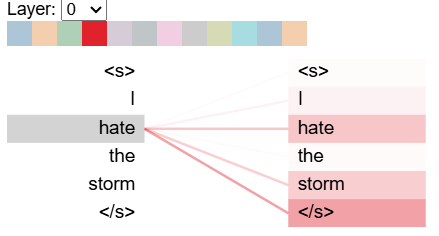 Layer: 0
<s> <s>
I I
hate hate
the the
storm storm
</s> </s>